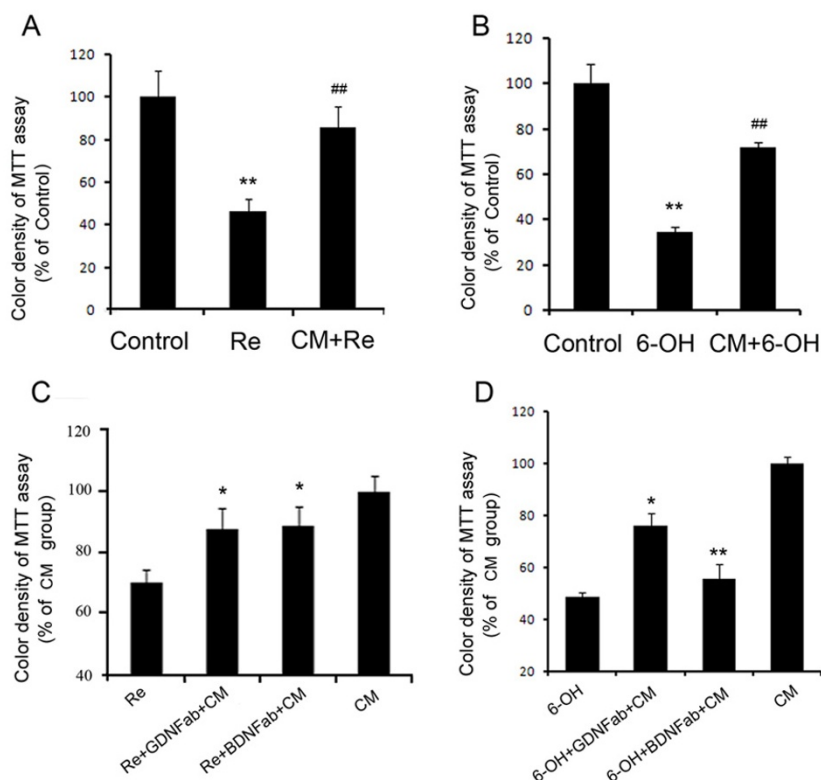 A
Color density of MTT assay
(% of Control)
120
100
80
60
40
20
0
**
##
Control Re CM+Re
B
Color density of MTT assay
(% of Control)
120
100
80
60
40
20
0
**
##
Control 6-OH CM+6-OH
C
Color density of MTT assay
(% of CM group)
120
100
80
60
40
*
*
Re
Re+GDNFab+CM
Re+BDNFab+CM
CM
D
Color density of MTT assay
(% of CM group)
120
100
80
60
40
20
*
**
6-OH
6-OH+GDNFab+CM
6-OH+BDNFab+CM
CM